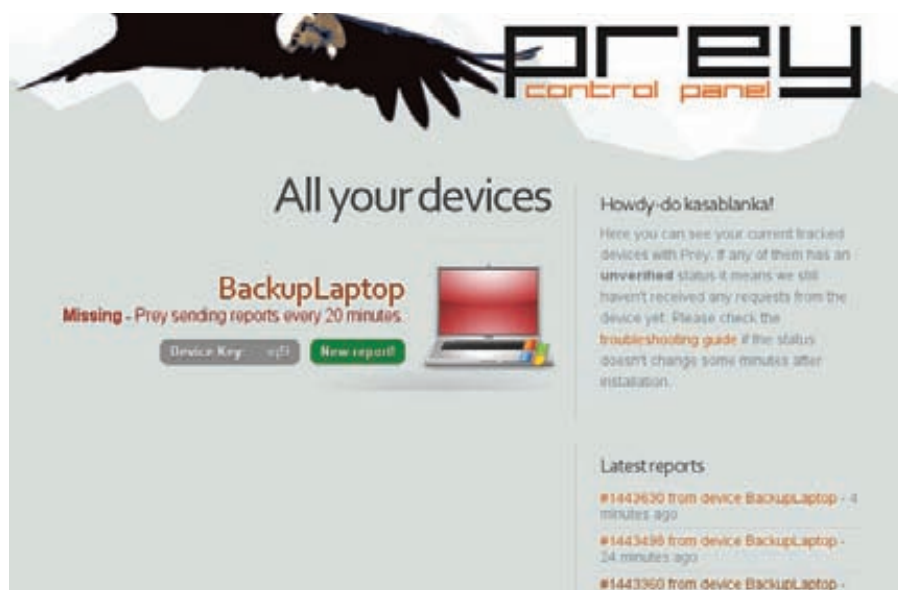 prey
control panel
All your devices
BackupLaptop
Missing - Prey sending reports every 20 minutes.
Device Key
New report!
Howdy-do kasablanka!
Here you can see your current tracked
devices with Prey. If any of them has an
unverified status it means we still
haven't received any requests from the
device yet. Please check the
troubleshooting guide if the status
doesn't change some minutes after
installation.
Latest reports
#1443630 from device BackupLaptop - 4
minutes ago
#1443498 from device BackupLaptop -
24 minutes ago
#1443360 from device BackupLaptop -